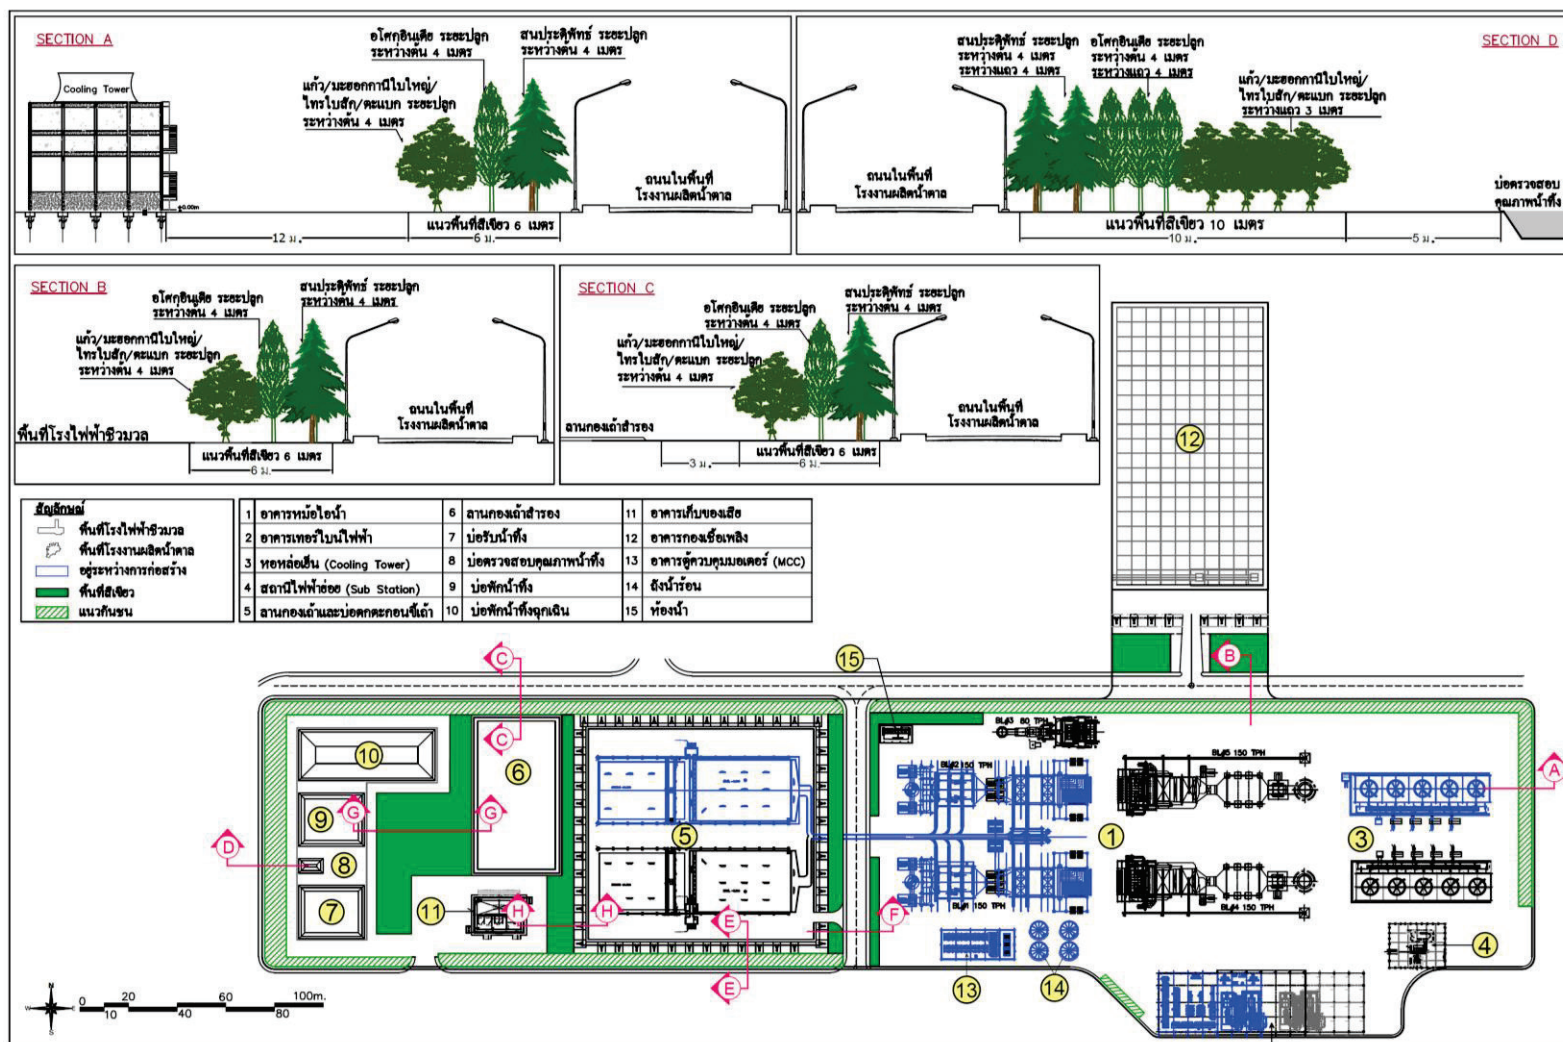 SECTION A
Cooling Tower
±0.00m
แก้ว/มะฮอกกานีใบใหญ่/
ไทรใบสัก/ตะแบก ระยะปลูก
ระหว่างต้น 4 เมตร
อโศกอินเดีย ระยะปลูก
ระหว่างต้น 4 เมตร
สนประดิพัทธ์ ระยะปลูก
ระหว่างต้น 4 เมตร
ถนนในพื้นที่
โรงงานผลิตน้ำตาล
แนวพื้นที่สีเขียว 6 เมตร
12 ม.
6 ม.
SECTION D
สนประดิพัทธ์ ระยะปลูก
ระหว่างต้น 4 เมตร
ระหว่างแถว 4 เมตร
อโศกอินเดีย ระยะปลูก
ระหว่างต้น 4 เมตร
ระหว่างแถว 4 เมตร
แก้ว/มะฮอกกานีใบใหญ่/
ไทรใบสัก/ตะแบก ระยะปลูก
ระหว่างแถว 3 เมตร
ถนนในพื้นที่
โรงงานผลิตน้ำตาล
บ่อตรวจสอบ
คุณภาพน้ำทิ้ง
แนวพื้นที่สีเขียว 10 เมตร
10 ม.
5 ม.
SECTION B
อโศกอินเดีย ระยะปลูก
ระหว่างต้น 4 เมตร
สนประดิพัทธ์ ระยะปลูก
ระหว่างต้น 4 เมตร
แก้ว/มะฮอกกานีใบใหญ่/
ไทรใบสัก/ตะแบก ระยะปลูก
ระหว่างต้น 4 เมตร
ถนนในพื้นที่
โรงงานผลิตน้ำตาล
พื้นที่โรงไฟฟ้าชีวมวล
แนวพื้นที่สีเขียว 6 เมตร
6 ม.
SECTION C
อโศกอินเดีย ระยะปลูก
ระหว่างต้น 4 เมตร
สนประดิพัทธ์ ระยะปลูก
ระหว่างต้น 4 เมตร
แก้ว/มะฮอกกานีใบใหญ่/
ไทรใบสัก/ตะแบก ระยะปลูก
ระหว่างต้น 4 เมตร
ถนนในพื้นที่
โรงงานผลิตน้ำตาล
ลานกองเถ้าสำรอง
แนวพื้นที่สีเขียว 6 เมตร
3 ม.
6 ม.
สัญลักษณ์
พื้นที่โรงไฟฟ้าชีวมวล
พื้นที่โรงงานผลิตน้ำตาล
อยู่ระหว่างการก่อสร้าง
พื้นที่สีเขียว
แนวกันชน
1 อาคารหม้อไอน้ำ 6 ลานกองเถ้าสำรอง 11 อาคารเก็บของเสีย
2 อาคารเทอร์ไบน์ไฟฟ้า 7 บ่อรับน้ำทิ้ง 12 อาคารกองเชื้อเพลิง
3 หอหล่อเย็น (Cooling Tower) 8 บ่อตรวจสอบคุณภาพน้ำทิ้ง 13 อาคารตู้ควบคุมมอเตอร์ (MCC)
4 สถานีไฟฟ้าย่อย (Sub Station) 9 บ่อพักน้ำทิ้ง 14 ถังน้ำร้อน
5 ลานกองเถ้าและบ่อตกตะกอนขี้เถ้า 10 บ่อพักน้ำทิ้งฉุกเฉิน 15 ห้องน้ำ
12
C
15
B
BL#3 80 TPH
C
10
6
BL#2 150 TPH
BL#5 150 TPH
A
9
G
G
5
1
3
D
8
7
11
H
H
E
F
BL#1 150 TPH
BL#4 150 TPH
4
E
13
14
N
W
E
S
0 20 60 100m.
10 40 80